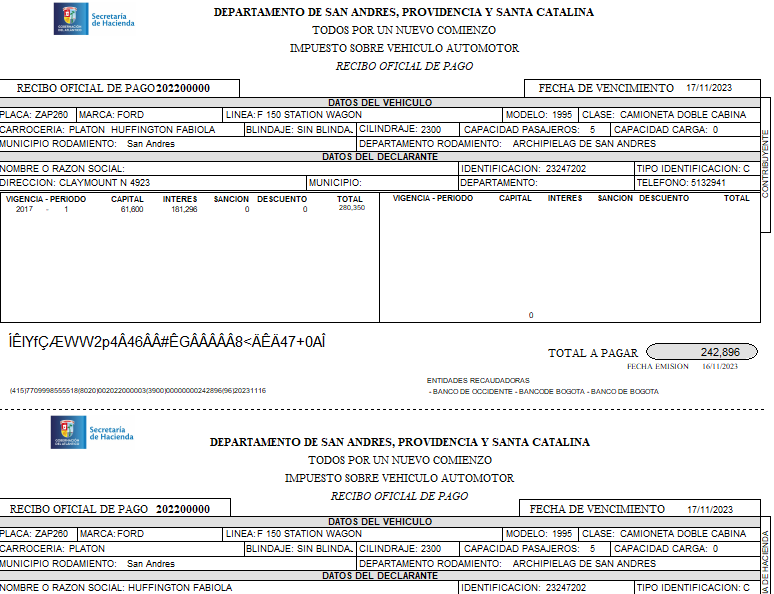 Secretaría de Hacienda
DEPARTAMENTO DE SAN ANDRES, PROVIDENCIA Y SANTA CATALINA
TODOS POR UN NUEVO COMIENZO
IMPUESTO SOBRE VEHICULO AUTOMOTOR
RECIBO OFICIAL DE PAGO
RECIBO OFICIAL DE PAGO 202200000
FECHA DE VENCIMIENTO 17/11/2023
DATOS DEL VEHICULO
PLACA: ZAP260 MARCA: FORD LINEA: F 150 STATION WAGON MODELO: 1995 CLASE: CAMIONETA DOBLE CABINA
CARROCERIA: PLATON HUFFINGTON FABIOLA BLINDAJE: SIN BLINDA. CILINDRAJE: 2300 CAPACIDAD PASAJEROS: 5 CAPACIDAD CARGA: 0
MUNICIPIO RODAMIENTO: San Andres DEPARTAMENTO RODAMIENTO: ARCHIPIELAG DE SAN ANDRES
DATOS DEL DECLARANTE
NOMBRE O RAZON SOCIAL: IDENTIFICACION: 23247202 TIPO IDENTIFICACION: C
DIRECCION: CLAYMOUNT N 4923 MUNICIPIO: DEPARTAMENTO: TELEFONO: 5132941
CONTRIBUYENTE
VIGENCIA - PERIODO CAPITAL INTERES SANCION DESCUENTO TOTAL VIGENCIA - PERIODO CAPITAL INTERES SANCION DESCUENTO TOTAL
2017 - 1 61,600 181,296 0 0 280,350
0
ÍÊIYfÇÆWW2p4Â46ÂÂ#ÊGÂÂÂÂÂ8<ÄÊÄ47+0AÎ
TOTAL A PAGAR 242,896
FECHA EMISION 16/11/2023
(415)7709998555518(8020)002022000003(3900)00000000242896(96)20231116
ENTIDADES RECAUDADORAS
- BANCO DE OCCIDENTE - BANCODE BOGOTA - BANCO DE BOGOTA
Secretaría de Hacienda
DEPARTAMENTO DE SAN ANDRES, PROVIDENCIA Y SANTA CATALINA
TODOS POR UN NUEVO COMIENZO
IMPUESTO SOBRE VEHICULO AUTOMOTOR
RECIBO OFICIAL DE PAGO
RECIBO OFICIAL DE PAGO 202200000
FECHA DE VENCIMIENTO 17/11/2023
DATOS DEL VEHICULO
PLACA: ZAP260 MARCA: FORD LINEA: F 150 STATION WAGON MODELO: 1995 CLASE: CAMIONETA DOBLE CABINA
CARROCERIA: PLATON BLINDAJE: SIN BLINDA. CILINDRAJE: 2300 CAPACIDAD PASAJEROS: 5 CAPACIDAD CARGA: 0
MUNICIPIO RODAMIENTO: San Andres DEPARTAMENTO RODAMIENTO: ARCHIPIELAG DE SAN ANDRES
DATOS DEL DECLARANTE
NOMBRE O RAZON SOCIAL: HUFFINGTON FABIOLA IDENTIFICACION: 23247202 TIPO IDENTIFICACION: C
DE HACIENDA